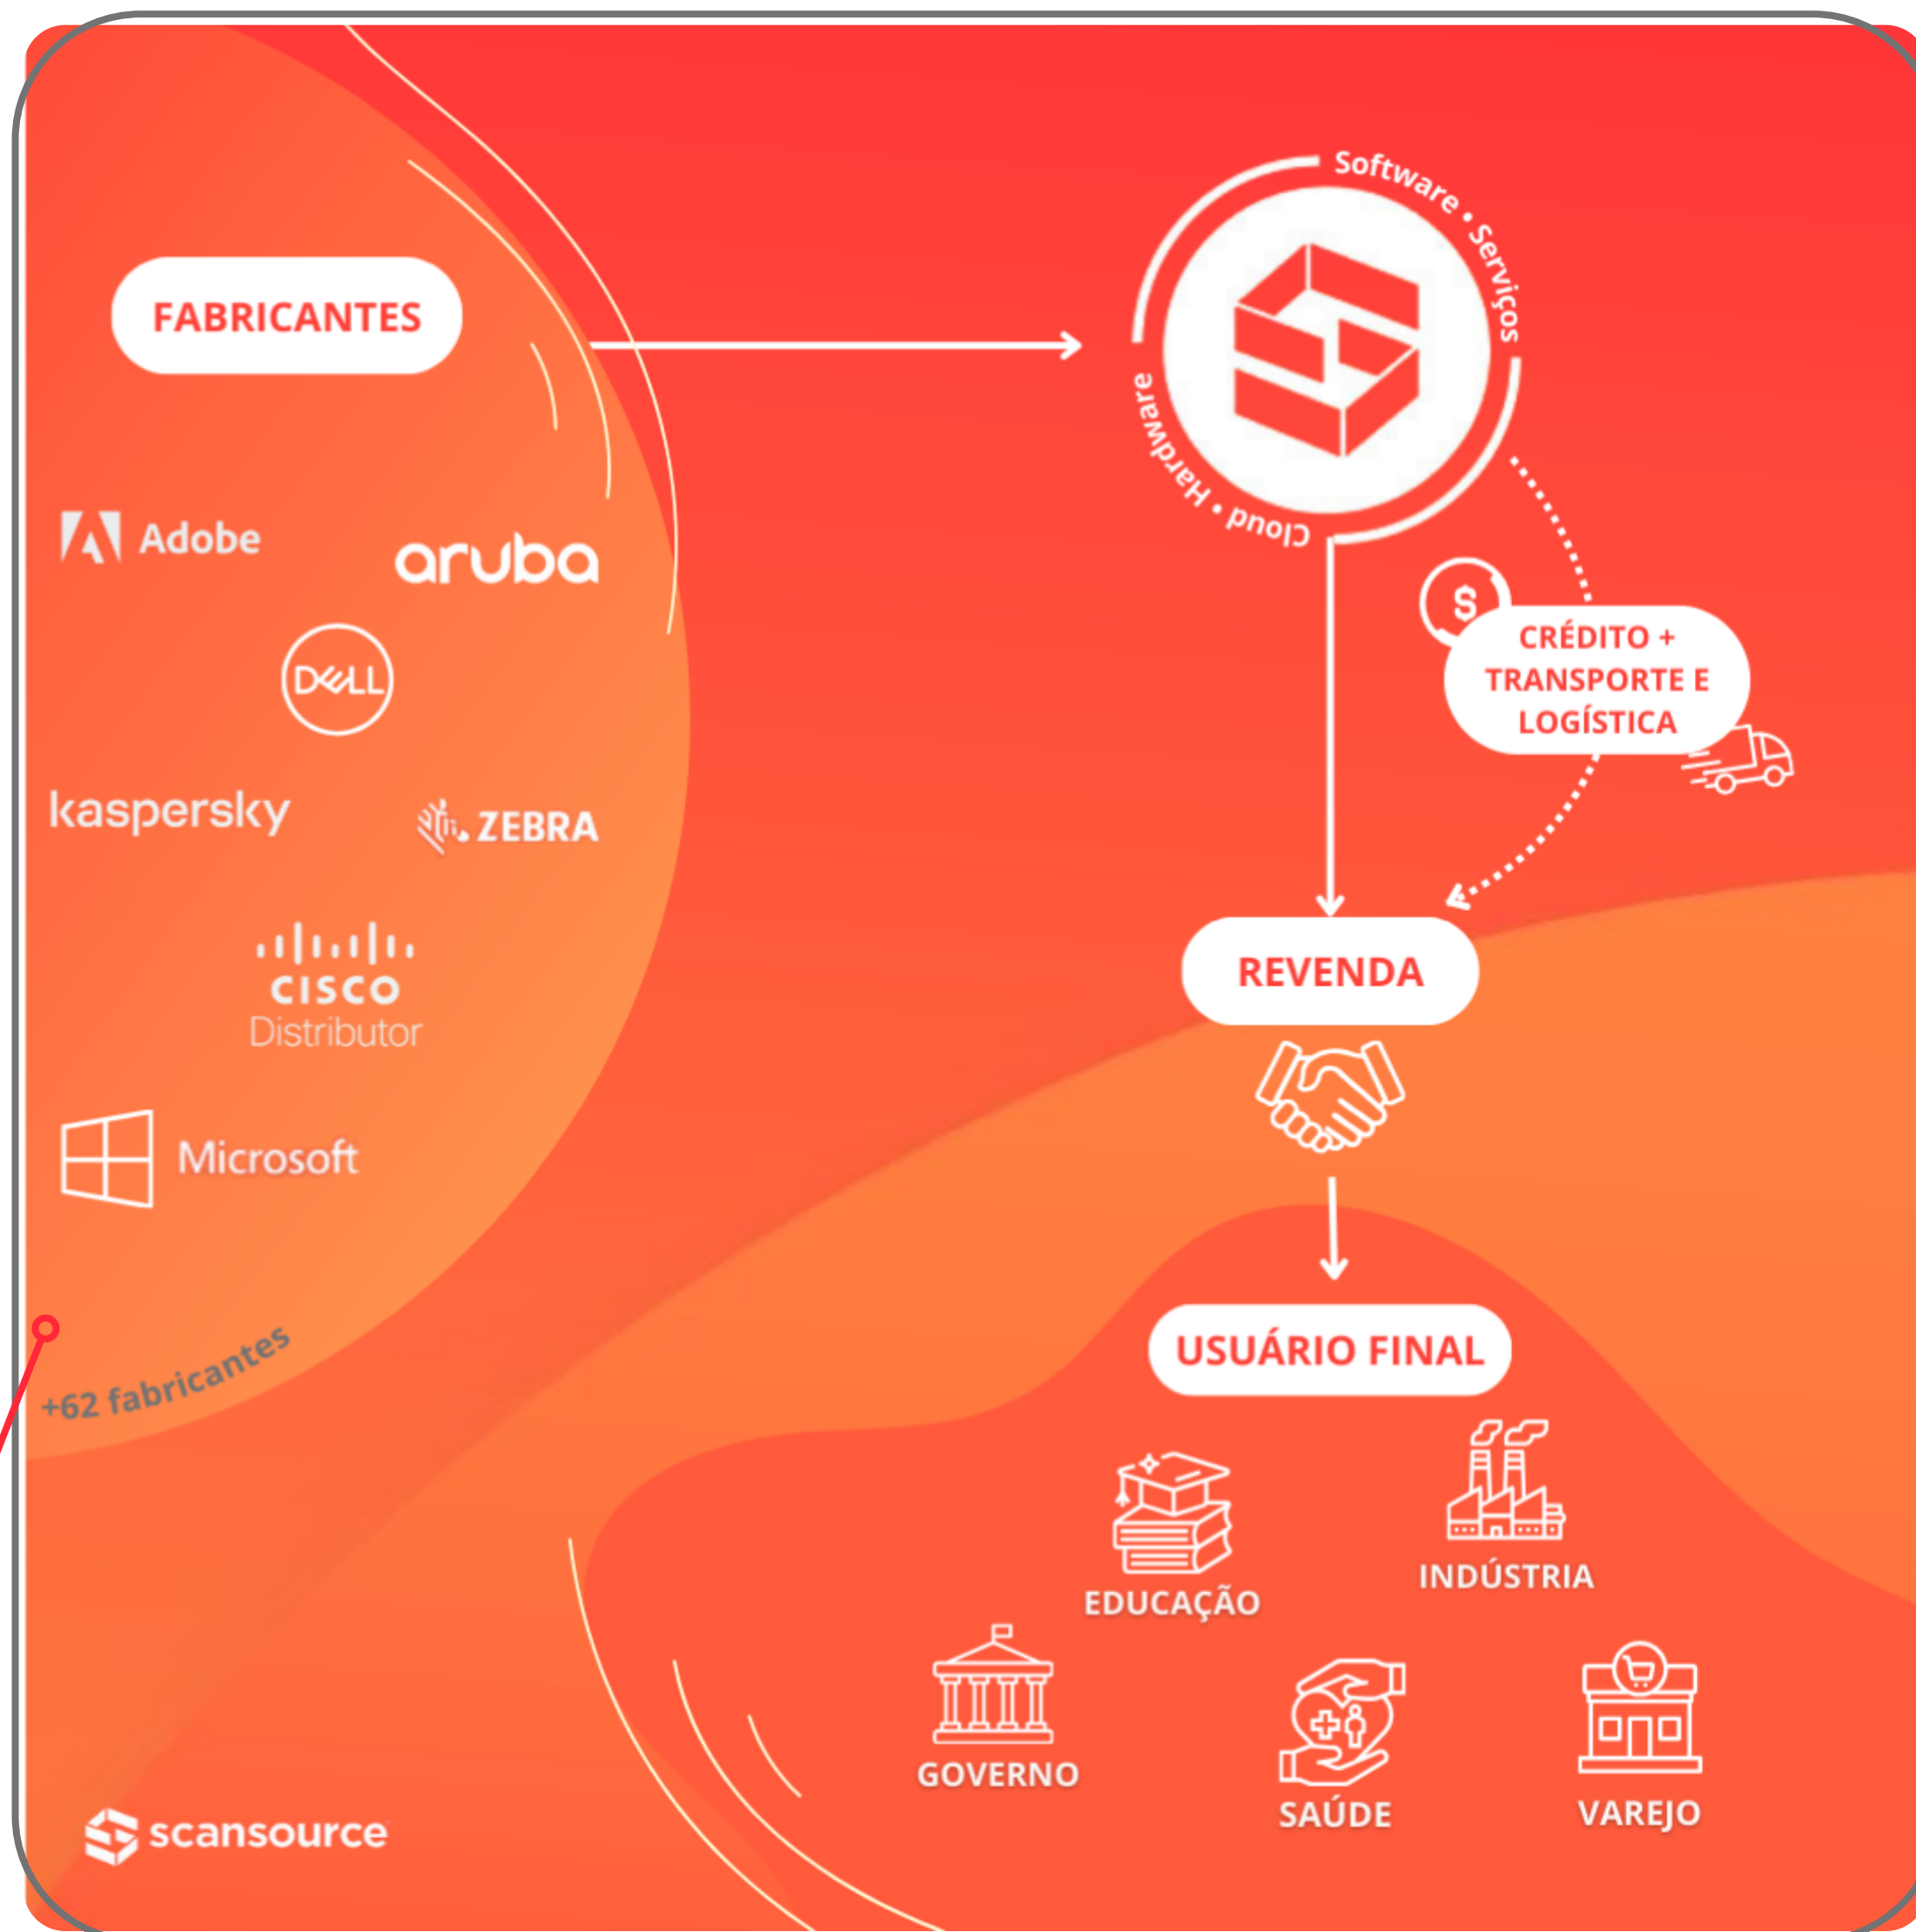 FABRICANTES
Adobe
aruba
DELL
kaspersky
ZEBRA
CISCO
Distributor
Microsoft
+62 fabricantes
Software • Serviços
Cloud • Hardware
$
CRÉDITO +
TRANSPORTE E
LOGÍSTICA
REVENDA
USUÁRIO FINAL
EDUCAÇÃO
INDÚSTRIA
GOVERNO
SAÚDE
VAREJO
scansource